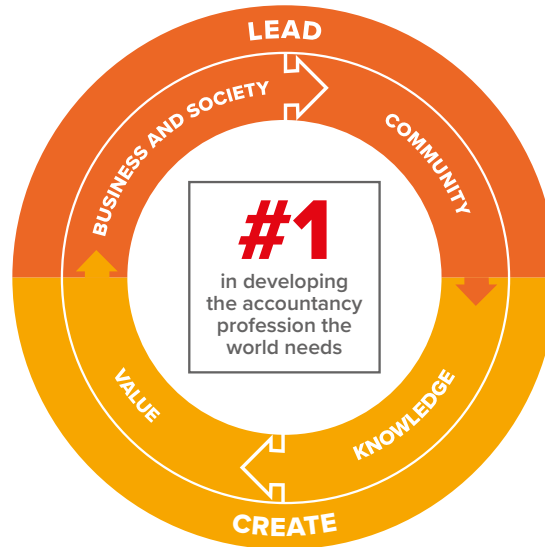 LEAD
BUSINESS AND SOCIETY
COMMUNITY
#1
in developing
the accountancy
profession the
world needs
VALUE
KNOWLEDGE
CREATE